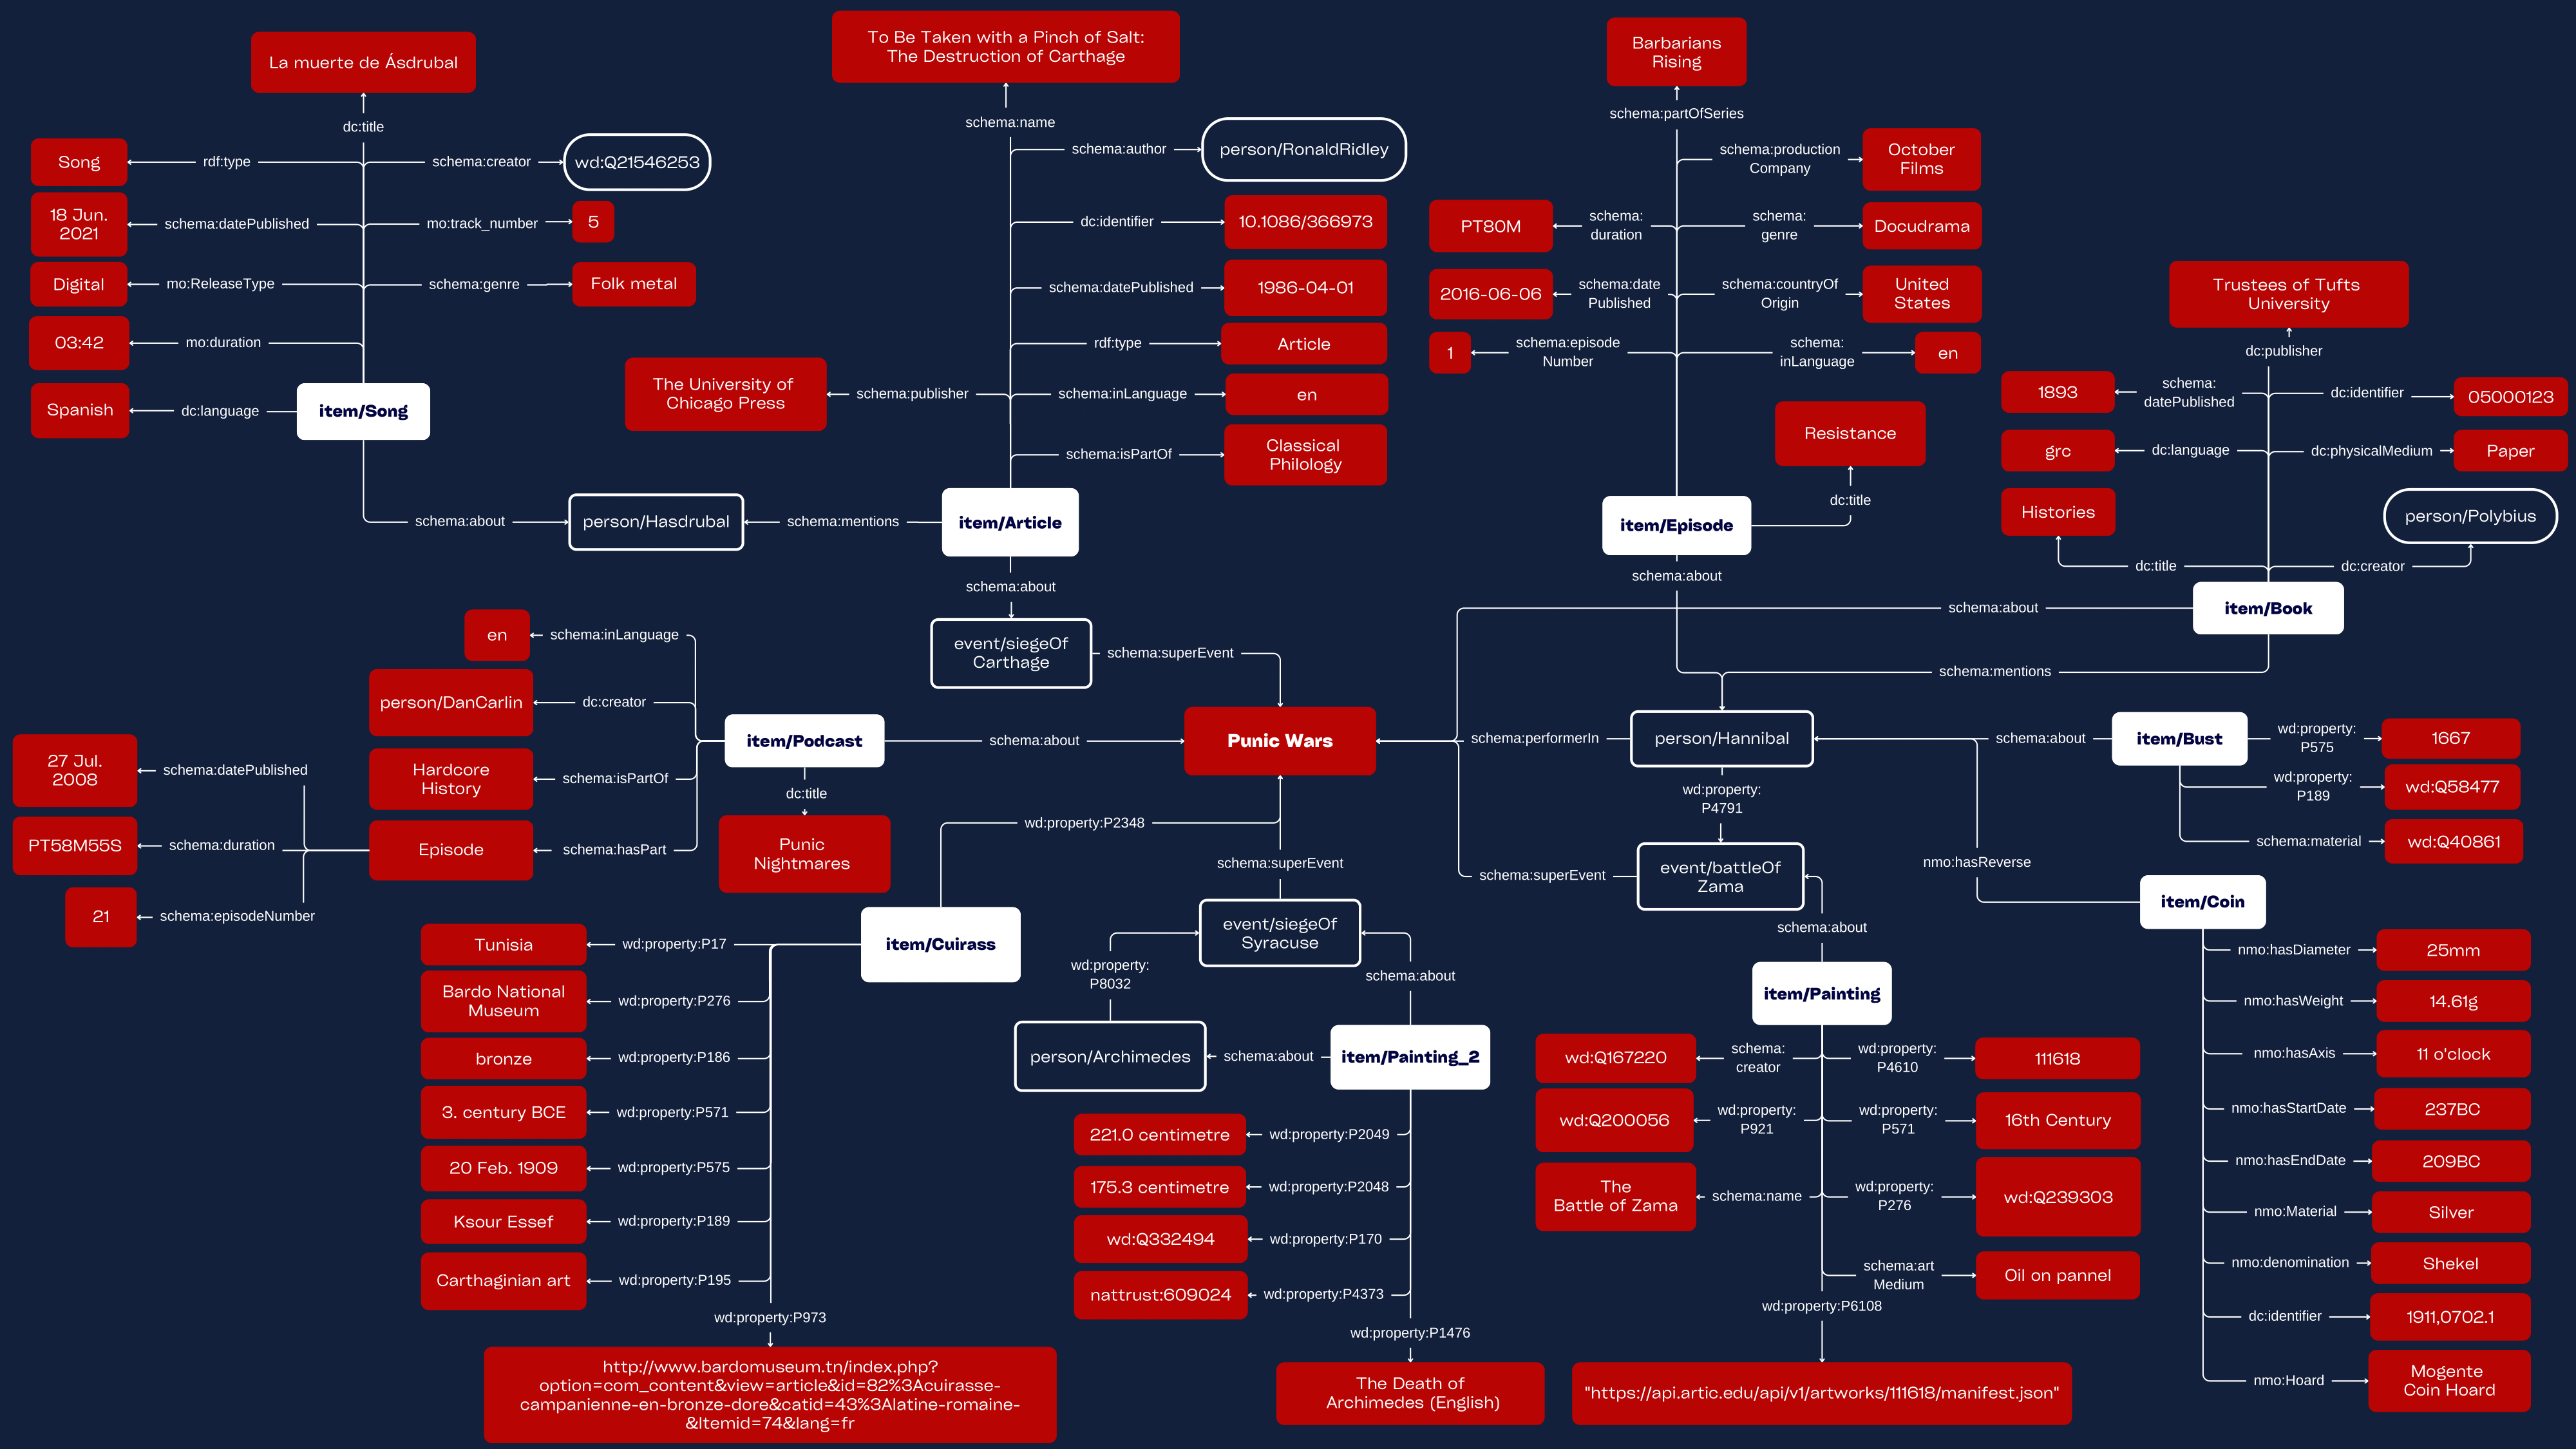 La muerte de Ásdrubal
dc:title
Song
rdf:type
schema:creator
wd:Q21546253
18 Jun.
2021
schema:datePublished
mo:track_number
5
Digital
mo:ReleaseType
schema:genre
Folk metal
03:42
mo:duration
Spanish
dc:language
item/Song
schema:about
person/Hasdrubal
schema:mentions
item/Article
To Be Taken with a Pinch of Salt:
The Destruction of Carthage
schema:name
schema:author
person/RonaldRidley
dc:identifier
10.1086/366973
schema:datePublished
1986-04-01
rdf:type
Article
The University of
Chicago Press
schema:publisher
schema:inLanguage
en
schema:isPartOf
Classical
Philology
schema:about
event/siegeOf
Carthage
schema:superEvent
Barbarians
Rising
schema:partOfSeries
schema:production
Company
October
Films
PT80M
schema:
duration
schema:
genre
Docudrama
2016-06-06
schema:date
Published
schema:countryOf
Origin
United
States
1
schema:episode
Number
schema:
inLanguage
en
Resistance
dc:title
item/Episode
schema:about
Trustees of Tufts
University
dc:publisher
1893
schema:
datePublished
dc:identifier
05000123
grc
dc:language
dc:physicalMedium
Paper
Histories
person/Polybius
dc:title
dc:creator
schema:about
item/Book
schema:mentions
en
schema:inLanguage
person/DanCarlin
dc:creator
item/Podcast
schema:about
Punic Wars
schema:performerIn
person/Hannibal
schema:about
item/Bust
wd:property:
P575
1667
wd:property:
P189
wd:Q58477
schema:material
wd:Q40861
27 Jul.
2008
schema:datePublished
Hardcore
History
schema:isPartOf
dc:title
Punic
Nightmares
PT58M55S
schema:duration
Episode
schema:hasPart
21
schema:episodeNumber
wd:property:P2348
wd:property:
P4791
schema:superEvent
schema:superEvent
event/battleOf
Zama
nmo:hasReverse
item/Coin
item/Cuirass
event/siegeOf
Syracuse
schema:about
Tunisia
wd:property:P17
Bardo National
Museum
wd:property:P276
bronze
wd:property:P186
3. century BCE
wd:property:P571
20 Feb. 1909
wd:property:P575
Ksour Essef
wd:property:P189
Carthaginian art
wd:property:P195
wd:property:P973
http://www.bardomuseum.tn/index.php?
option=com_content&view=article&id=82%3Acuirasse-
campanienne-en-bronze-dore&catid=43%3Alatine-romaine-
&Itemid=74&lang=fr
wd:property:
P8032
schema:about
person/Archimedes
schema:about
item/Painting_2
221.0 centimetre
wd:property:P2049
175.3 centimetre
wd:property:P2048
wd:Q332494
wd:property:P170
nattrust:609024
wd:property:P4373
wd:property:P1476
The Death of
Archimedes (English)
item/Painting
wd:Q167220
schema:
creator
wd:property:
P4610
111618
wd:Q200056
wd:property:
P921
wd:property:
P571
16th Century
The
Battle of Zama
schema:name
wd:property:
P276
wd:Q239303
schema:art
Medium
Oil on pannel
wd:property:P6108
"https://api.artic.edu/api/v1/artworks/111618/manifest.json"
nmo:hasDiameter
25mm
nmo:hasWeight
14.61g
nmo:hasAxis
11 o'clock
nmo:hasStartDate
237BC
nmo:hasEndDate
209BC
nmo:Material
Silver
nmo:denomination
Shekel
dc:identifier
1911,0702.1
nmo:Hoard
Mogente
Coin Hoard